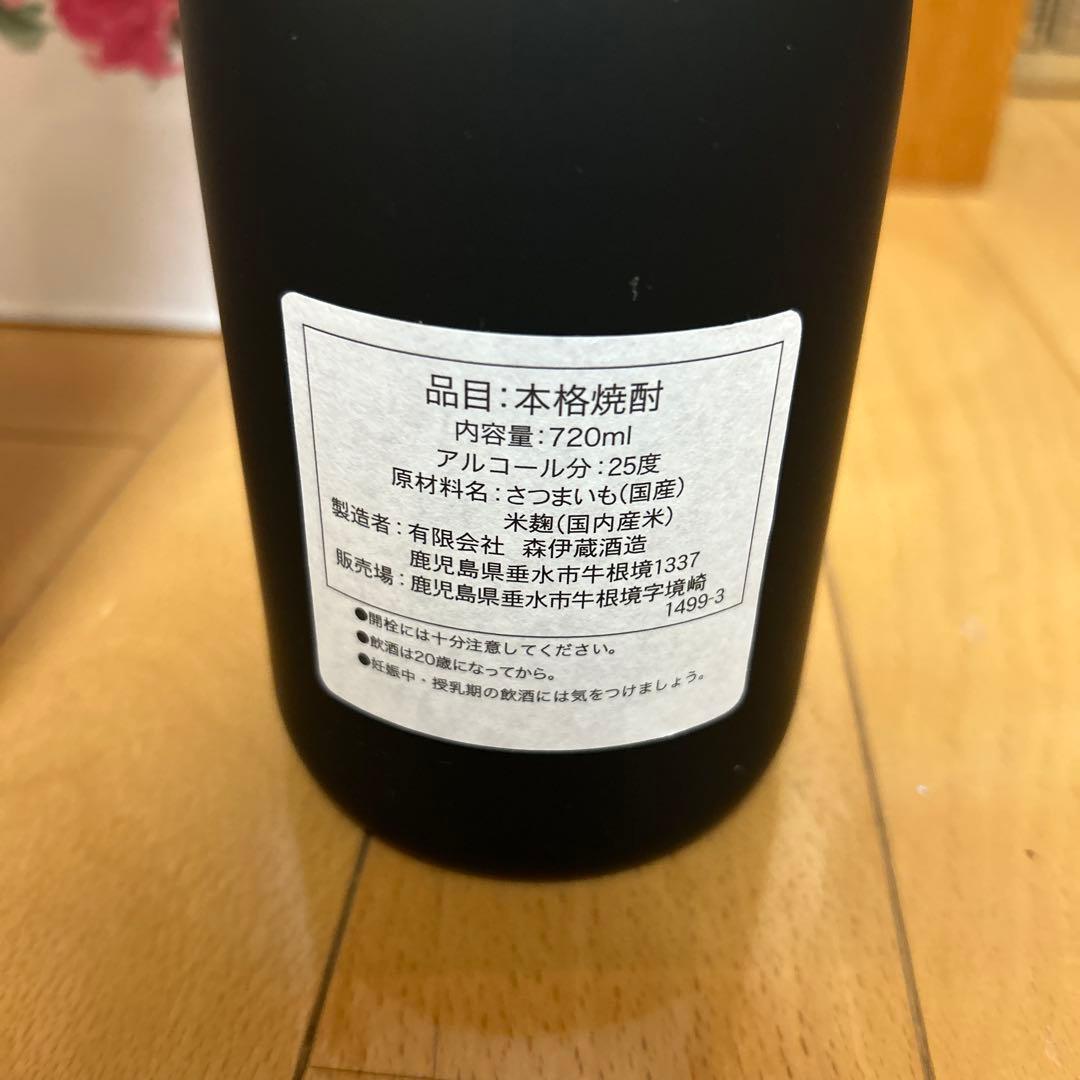 品目：本格焼酎
内容量：720ml
アルコール分：25度
原材料名：さつまいも(国産)
米麹(国内産米)
製造者：有限会社 森伊蔵酒造
鹿児島県垂水市牛根境1337
販売場：鹿児島県垂水市牛根境字境崎
1499-3
●開栓には十分注意してください。
●飲酒は20歳になってから。
●妊娠中・授乳期の飲酒には気をつけましょう。